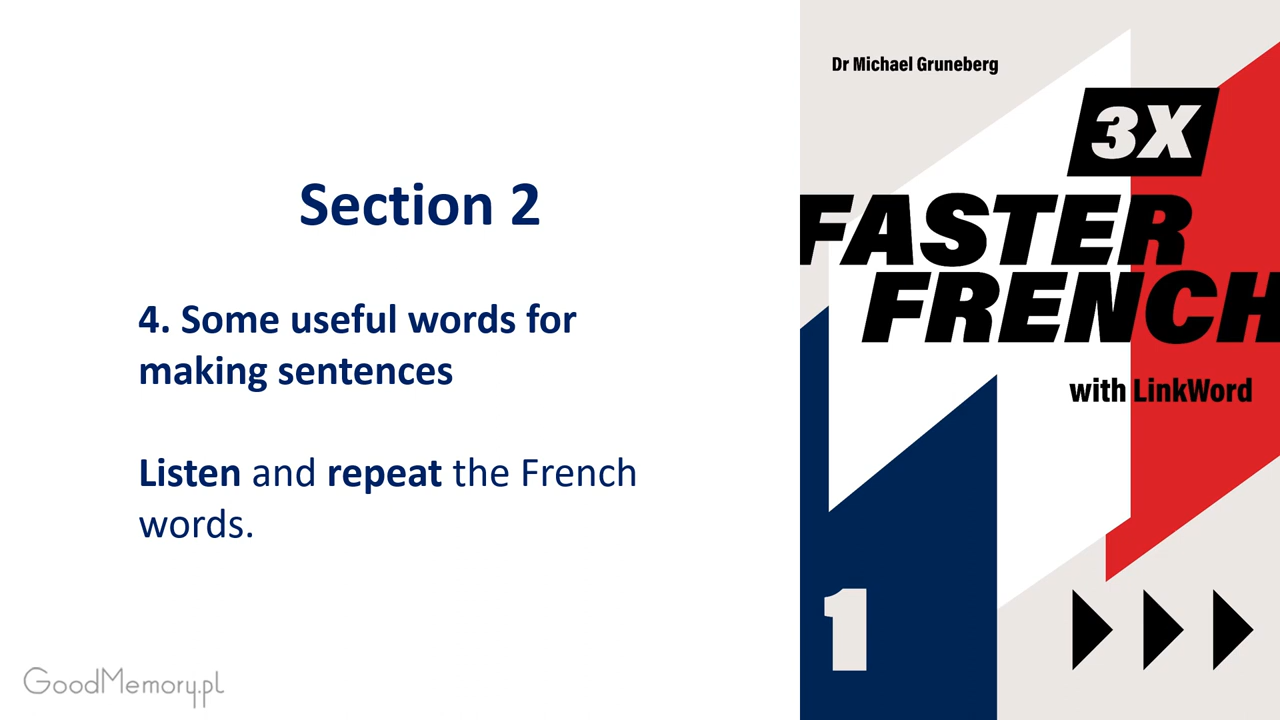 Section 2
4. Some useful words for
making sentences
Listen and repeat the French
words.
GoodMemory.pl
Dr Michael Gruneberg
3X
FASTER
FRENCH
with LinkWord
1